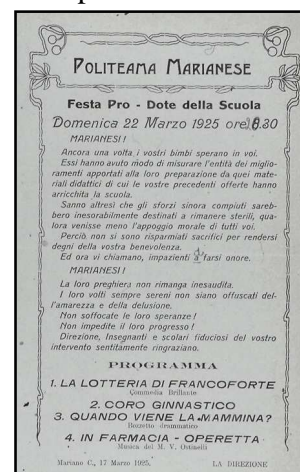 POLITEAMA MARIANESE
Festa Pro - Dote della Scuola
Domenica 22 Marzo 1925 ore 8.30
MARIANESI!
Ancora una volta i vostri bimbi sperano in voi.
Essi hanno avuto modo di misurare l'entità dei miglio-
ramenti apportati alla loro preparazione da quei mate-
riali didattici di cui le vostre precedenti offerte hanno
arricchita la scuola.
Sanno altresì che gli sforzi sinora compiuti sareb-
bero inesorabilmente destinati a rimanere sterili, qua-
lora venisse meno l'appoggio morale di tutti voi.
Perciò non si sono risparmiati sacrifici per rendersi
degni della vostra benevolenza.
Ed ora vi chiamano, impazienti a farsi onore.
MARIANESI!
La loro preghiera non rimanga inesaudita.
I loro volti sempre sereni non siano offuscati del-
l'amarezza e della delusione.
Non soffocate le loro speranze!
Non impedite il loro progresso!
Direzione, Insegnanti e scolari fiduciosi del vostro
intervento sentitamente ringraziano.
PROGRAMMA
1. LA LOTTERIA DI FRANCOFORTE
Commedia Brillante
2. CORO GINNASTICO
3. QUANDO VIENE LA MAMMINA?
Bozzetto drammatico
4. IN FARMACIA - OPERETTA
Musica del M. V. Ostinelli
Mariano C., 17 Marzo 1925. LA DIREZIONE